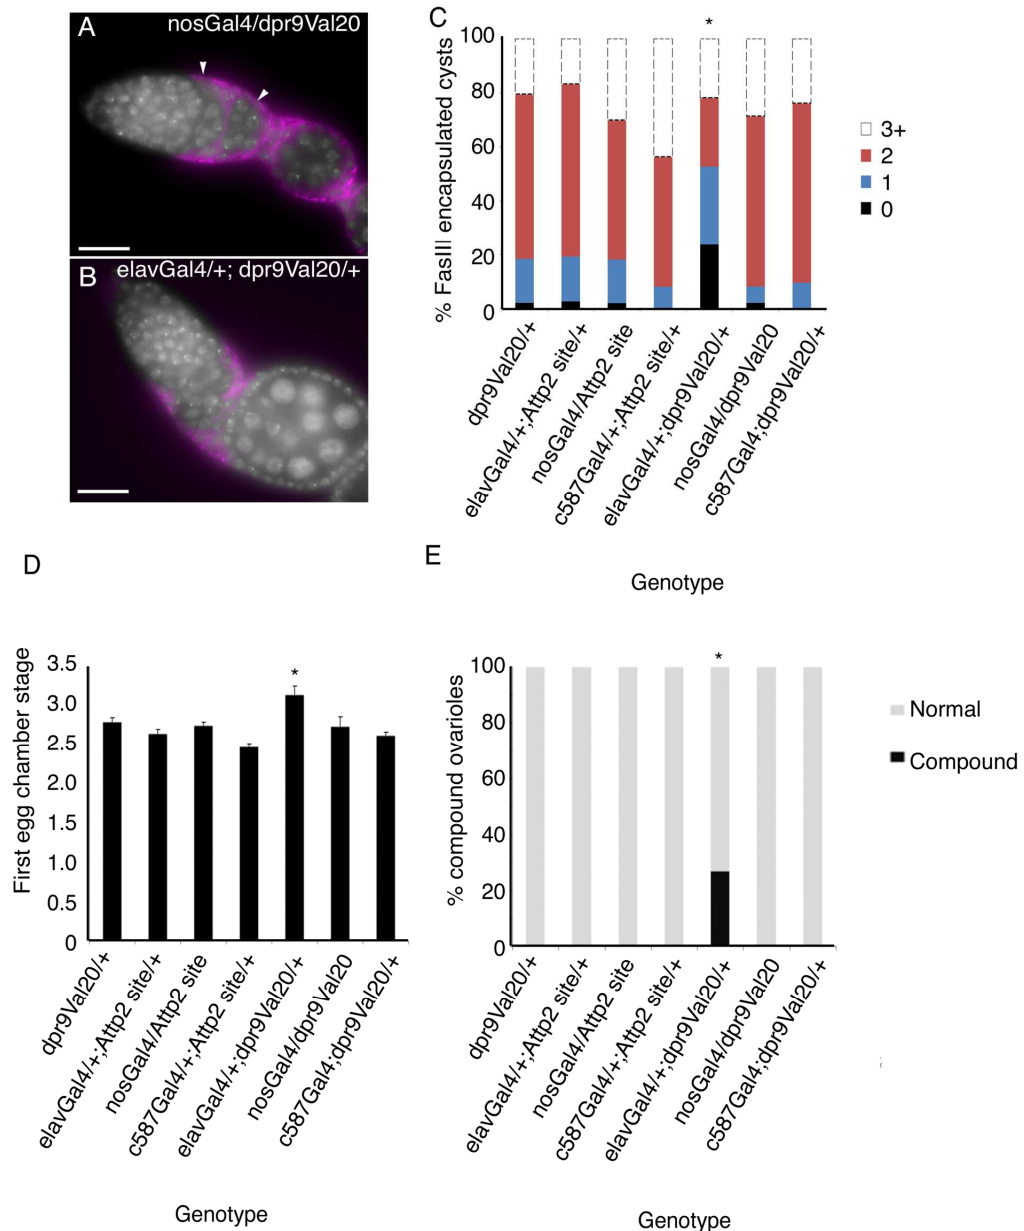 A
nosGal4/dpr9Val20
B
elavGal4/+; dpr9Val20/+
C
*
% FasIII encapsulated cysts
100
80
60
40
20
0
3+
2
1
0
dpr9Val20/+
elavGal4/+;Attp2 site/+
nosGal4/Attp2 site
c587Gal4/+;Attp2 site/+
elavGal4/+;dpr9Val20/+
nosGal4/dpr9Val20
c587Gal4;dpr9Val20/+
Genotype
D
*
First egg chamber stage
3.5
3.0
2.5
2.0
1.5
1.0
0.5
0
dpr9Val20/+
elavGal4/+;Attp2 site/+
nosGal4/Attp2 site
c587Gal4/+;Attp2 site/+
elavGal4/+;dpr9Val20/+
nosGal4/dpr9Val20
c587Gal4;dpr9Val20/+
Genotype
E
*
% compound ovarioles
100
80
60
40
20
0
Normal
Compound
dpr9Val20/+
elavGal4/+;Attp2 site/+
nosGal4/Attp2 site
c587Gal4/+;Attp2 site/+
elavGal4/+;dpr9Val20/+
nosGal4/dpr9Val20
c587Gal4;dpr9Val20/+
Genotype